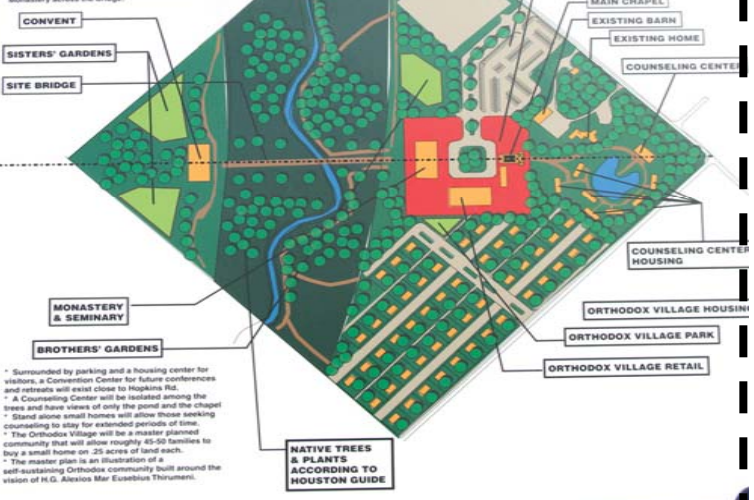 Monastery across the bridge.
CONVENT
SISTERS' GARDENS
SITE BRIDGE
MAIN CHAPEL
EXISTING BARN
EXISTING HOME
COUNSELING CENTER
COUNSELING CENTER
HOUSING
ORTHODOX VILLAGE HOUSING
ORTHODOX VILLAGE PARK
ORTHODOX VILLAGE RETAIL
MONASTERY
& SEMINARY
BROTHERS' GARDENS
NATIVE TREES
& PLANTS
ACCORDING TO
HOUSTON GUIDE
* Surrounded by parking and a housing center for
visitors, a Convention Center for future conferences
and retreats will exist close to Hopkins Rd.
* A Counseling Center will be isolated among the
trees and have views of only the pond and the chapel
* Stand alone small homes will allow those seeking
counseling to stay for extended periods of time.
* The Orthodox Village will be a master planned
community that will allow roughly 45-50 families to
buy a small home on .25 acres of land each.
* The master plan is an illustration of a
self-sustaining Orthodox community built around the
vision of H.G. Alexios Mar Eusebius Thirumeni.